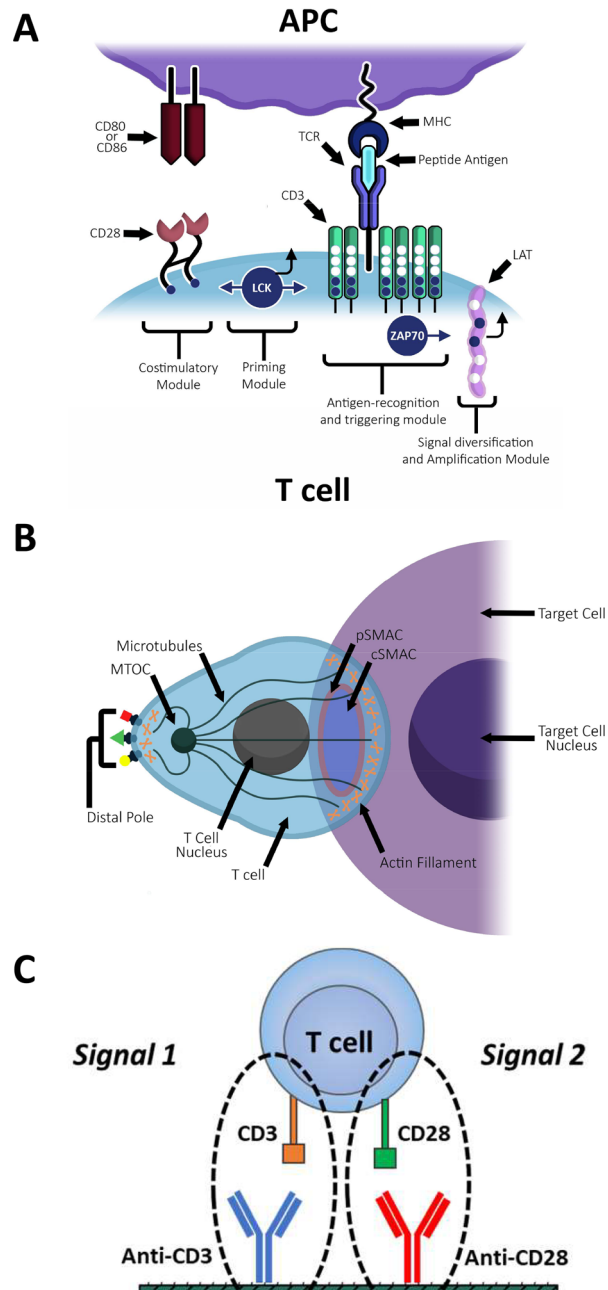 A
APC
CD80
or
CD86
MHC
TCR
Peptide Antigen
CD3
CD28
LAT
LCK
ZAP70
Costimulatory
Module
Priming
Module
Antigen-recognition
and triggering module
Signal diversification
and Amplification Module
T cell
B
Target Cell
pSMAC
cSMAC
Microtubules
MTOC
Target Cell
Nucleus
Distal Pole
T Cell
Nucleus
T cell
Actin Fillament
C
Signal 1
T cell
Signal 2
CD3
CD28
Anti-CD3
Anti-CD28